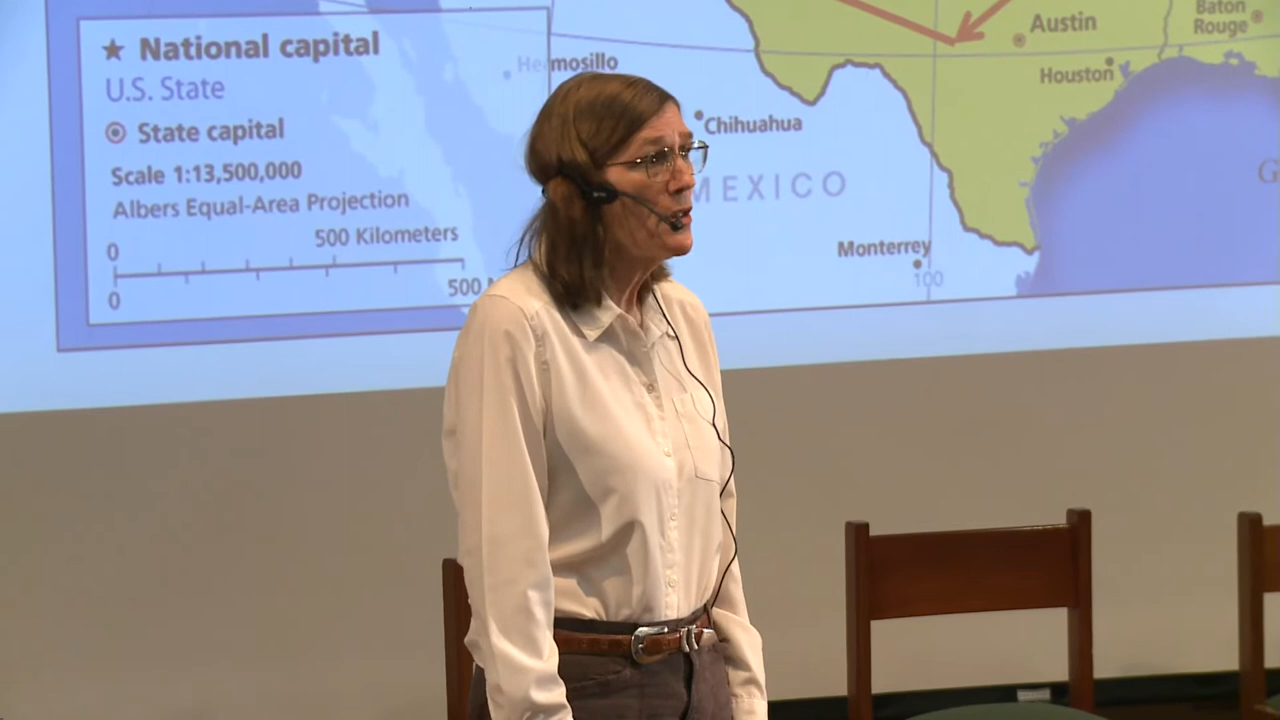 ★ National capital
U.S. State
State capital
Scale 1:13,500,000
Albers Equal-Area Projection
0
500 Kilometers
0
500
Hermosillo
Chihuahua
MEXICO
Monterrey
100
Austin
Houston
Baton
Rouge
G